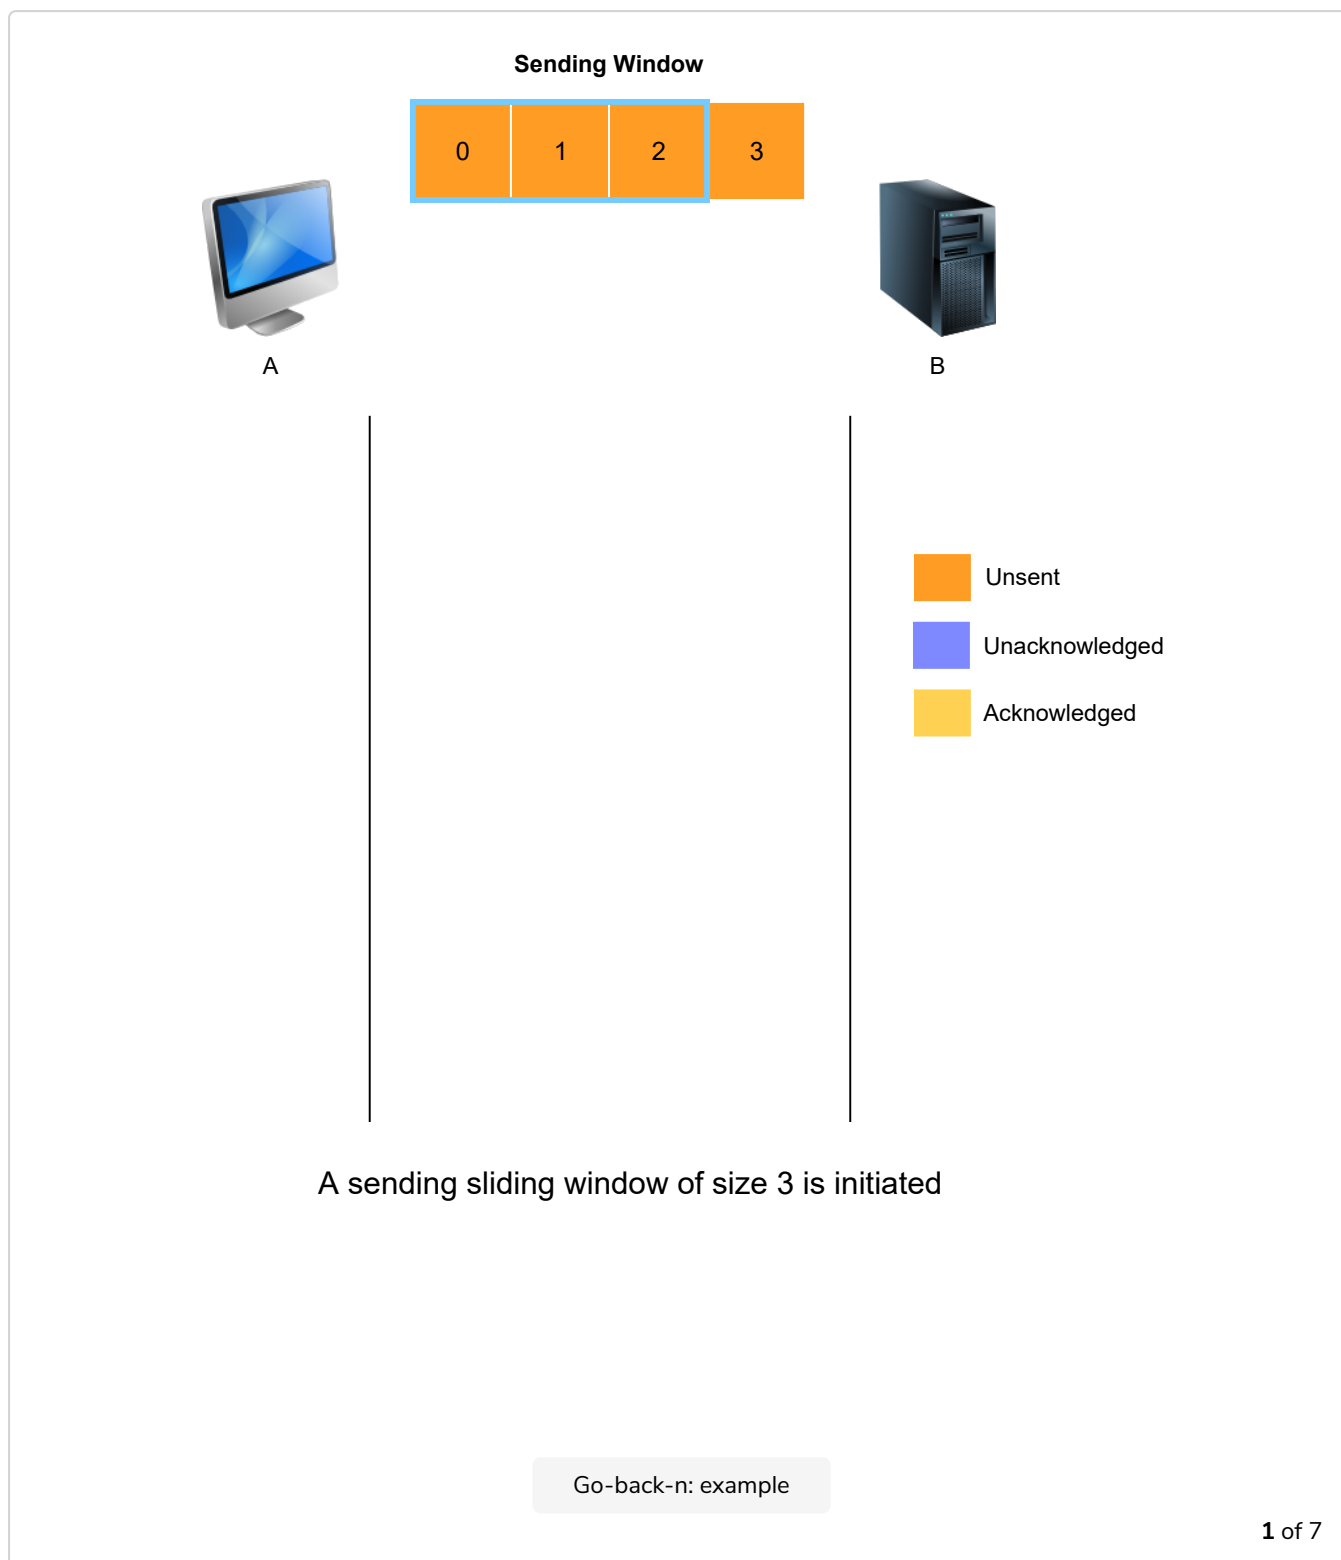 Sending Window
0 1 2 3
A
B
Unsent
Unacknowledged
Acknowledged
A sending sliding window of size 3 is initiated
Go-back-n: example
1 of 7